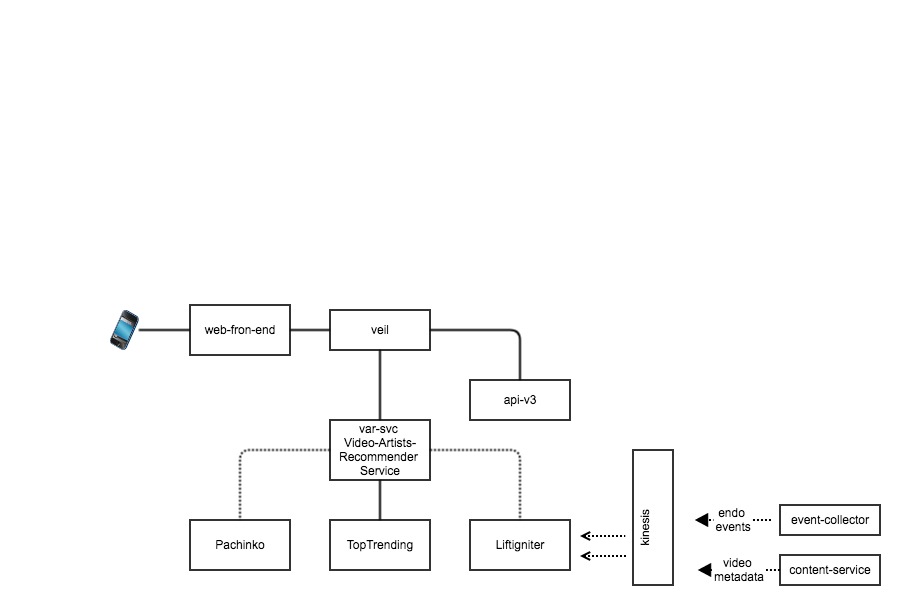 web-fron-end
veil
api-v3
var-svc
Video-Artists-
Recommender
Service
Pachinko
TopTrending
Liftigniter
kinesis
endo
events
event-collector
video
metadata
content-service